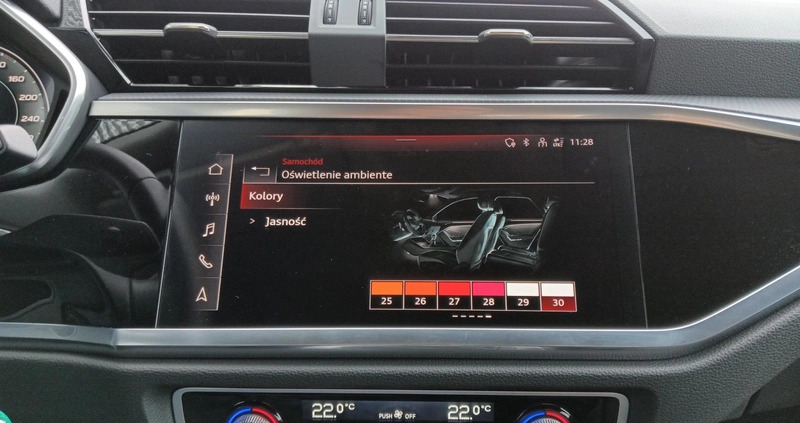 160
200
240
11:28
Samochód
Oświetlenie ambiente
Kolory
> Jasność
25 26 27 28 29 30
22.0°C PUSH OFF 22.0°C